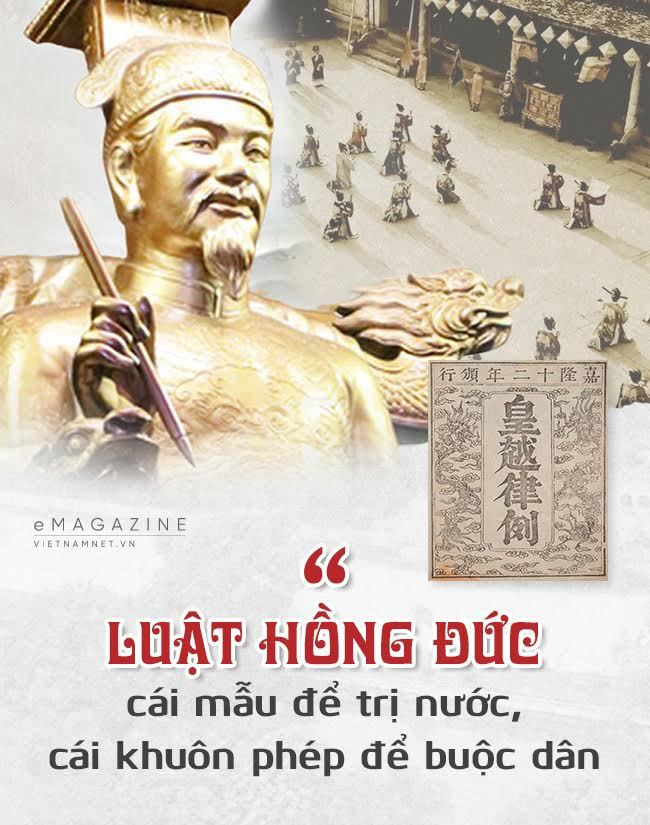 嘉隆十二年頒行
皇越律例
eMAGAZINE
VIETNAMNET.VN
“
LUẬT HỒNG ĐỨC
cái mẫu để trị nước,
cái khuôn phép để buộc dân